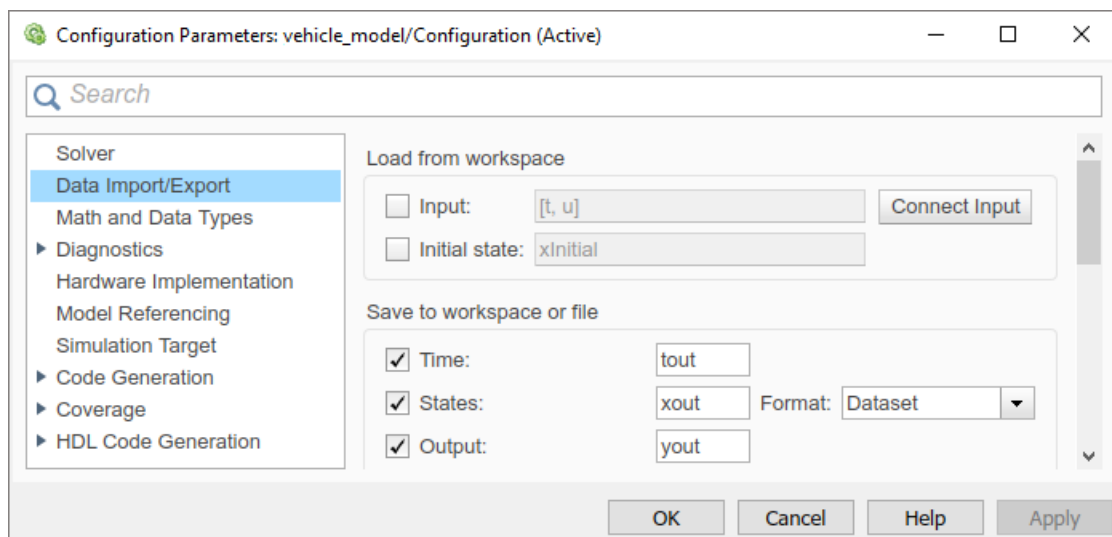 Configuration Parameters: vehicle_model/Configuration (Active)
Search
Solver
Data Import/Export
Math and Data Types
Diagnostics
Hardware Implementation
Model Referencing
Simulation Target
Code Generation
Coverage
HDL Code Generation
Load from workspace
Input: [t, u] Connect Input
Initial state: xInitial
Save to workspace or file
Time: tout
States: xout Format: Dataset
Output: yout
OK Cancel Help Apply